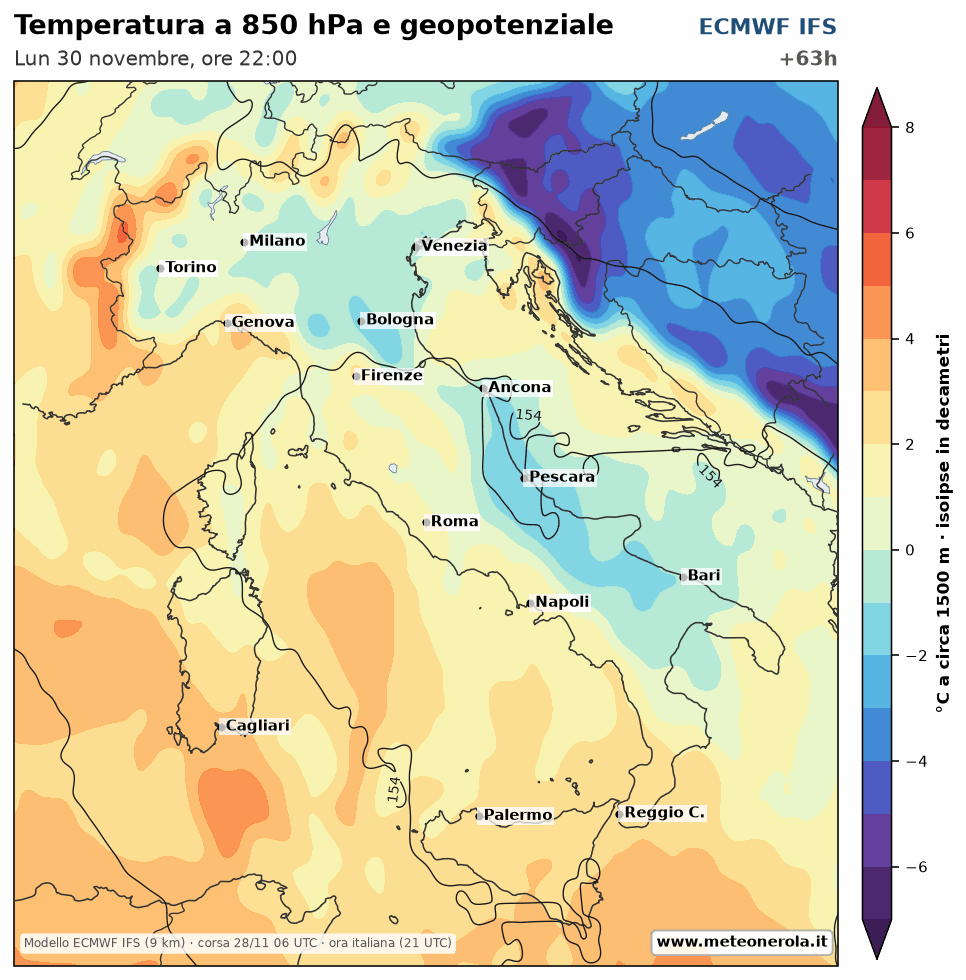 Temperatura a 850 hPa e geopotenziale
ECMWF IFS
Lun 30 novembre, ore 22:00
+63h
Milano
Venezia
Torino
Genova
Bologna
Firenze
Ancona
154
Pescara
154
Roma
Bari
Napoli
Cagliari
154
Palermo
Reggio C.
8
6
4
2
0
−2
−4
−6
°C a circa 1500 m · isoipse in decametri
Modello ECMWF IFS (9 km) · corsa 28/11 06 UTC · ora italiana (21 UTC)
www.meteonerola.it